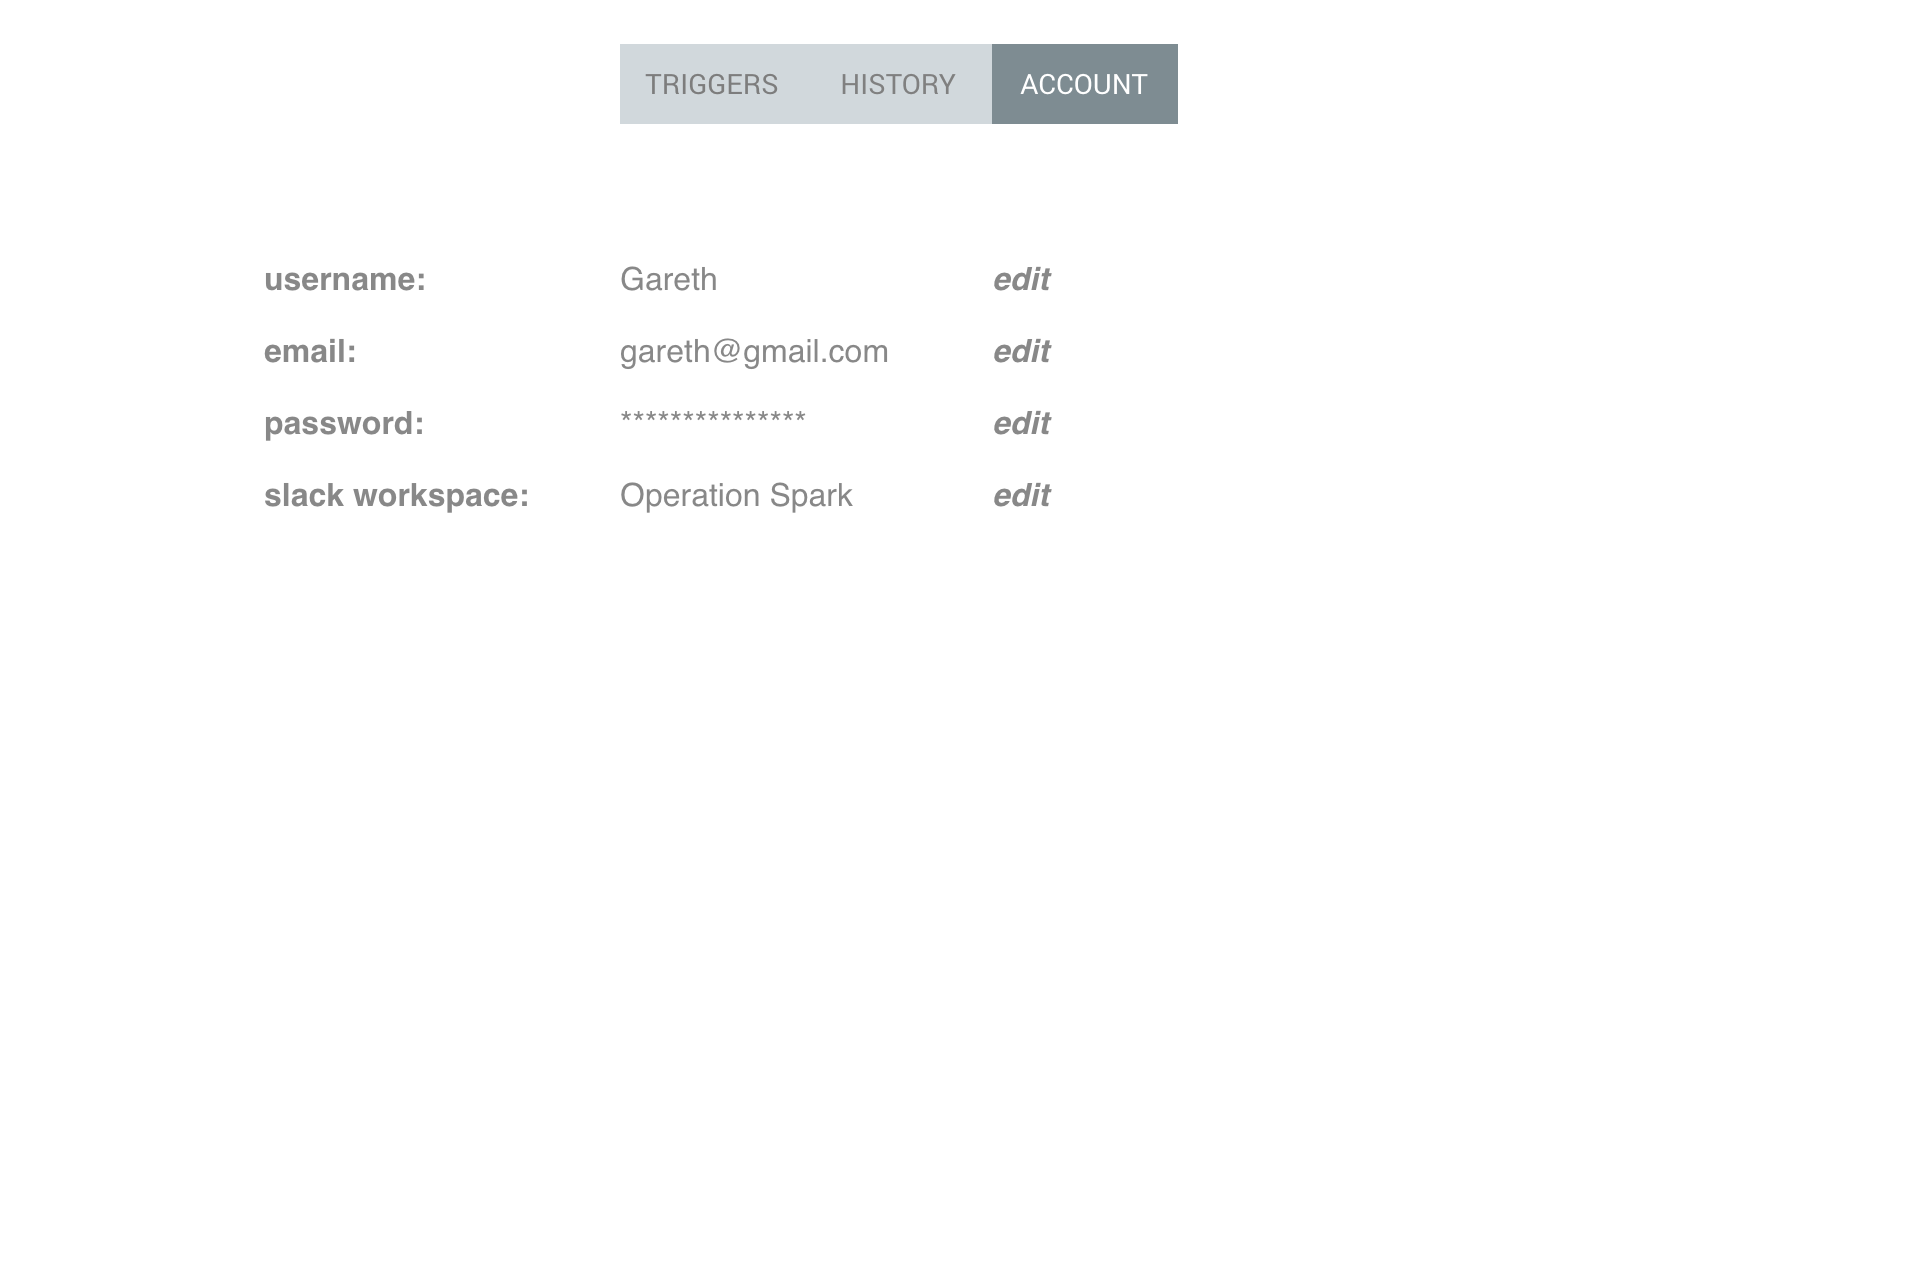 TRIGGERS HISTORY ACCOUNT
username: Gareth edit
email: gareth@gmail.com edit
password: *************** edit
slack workspace: Operation Spark edit